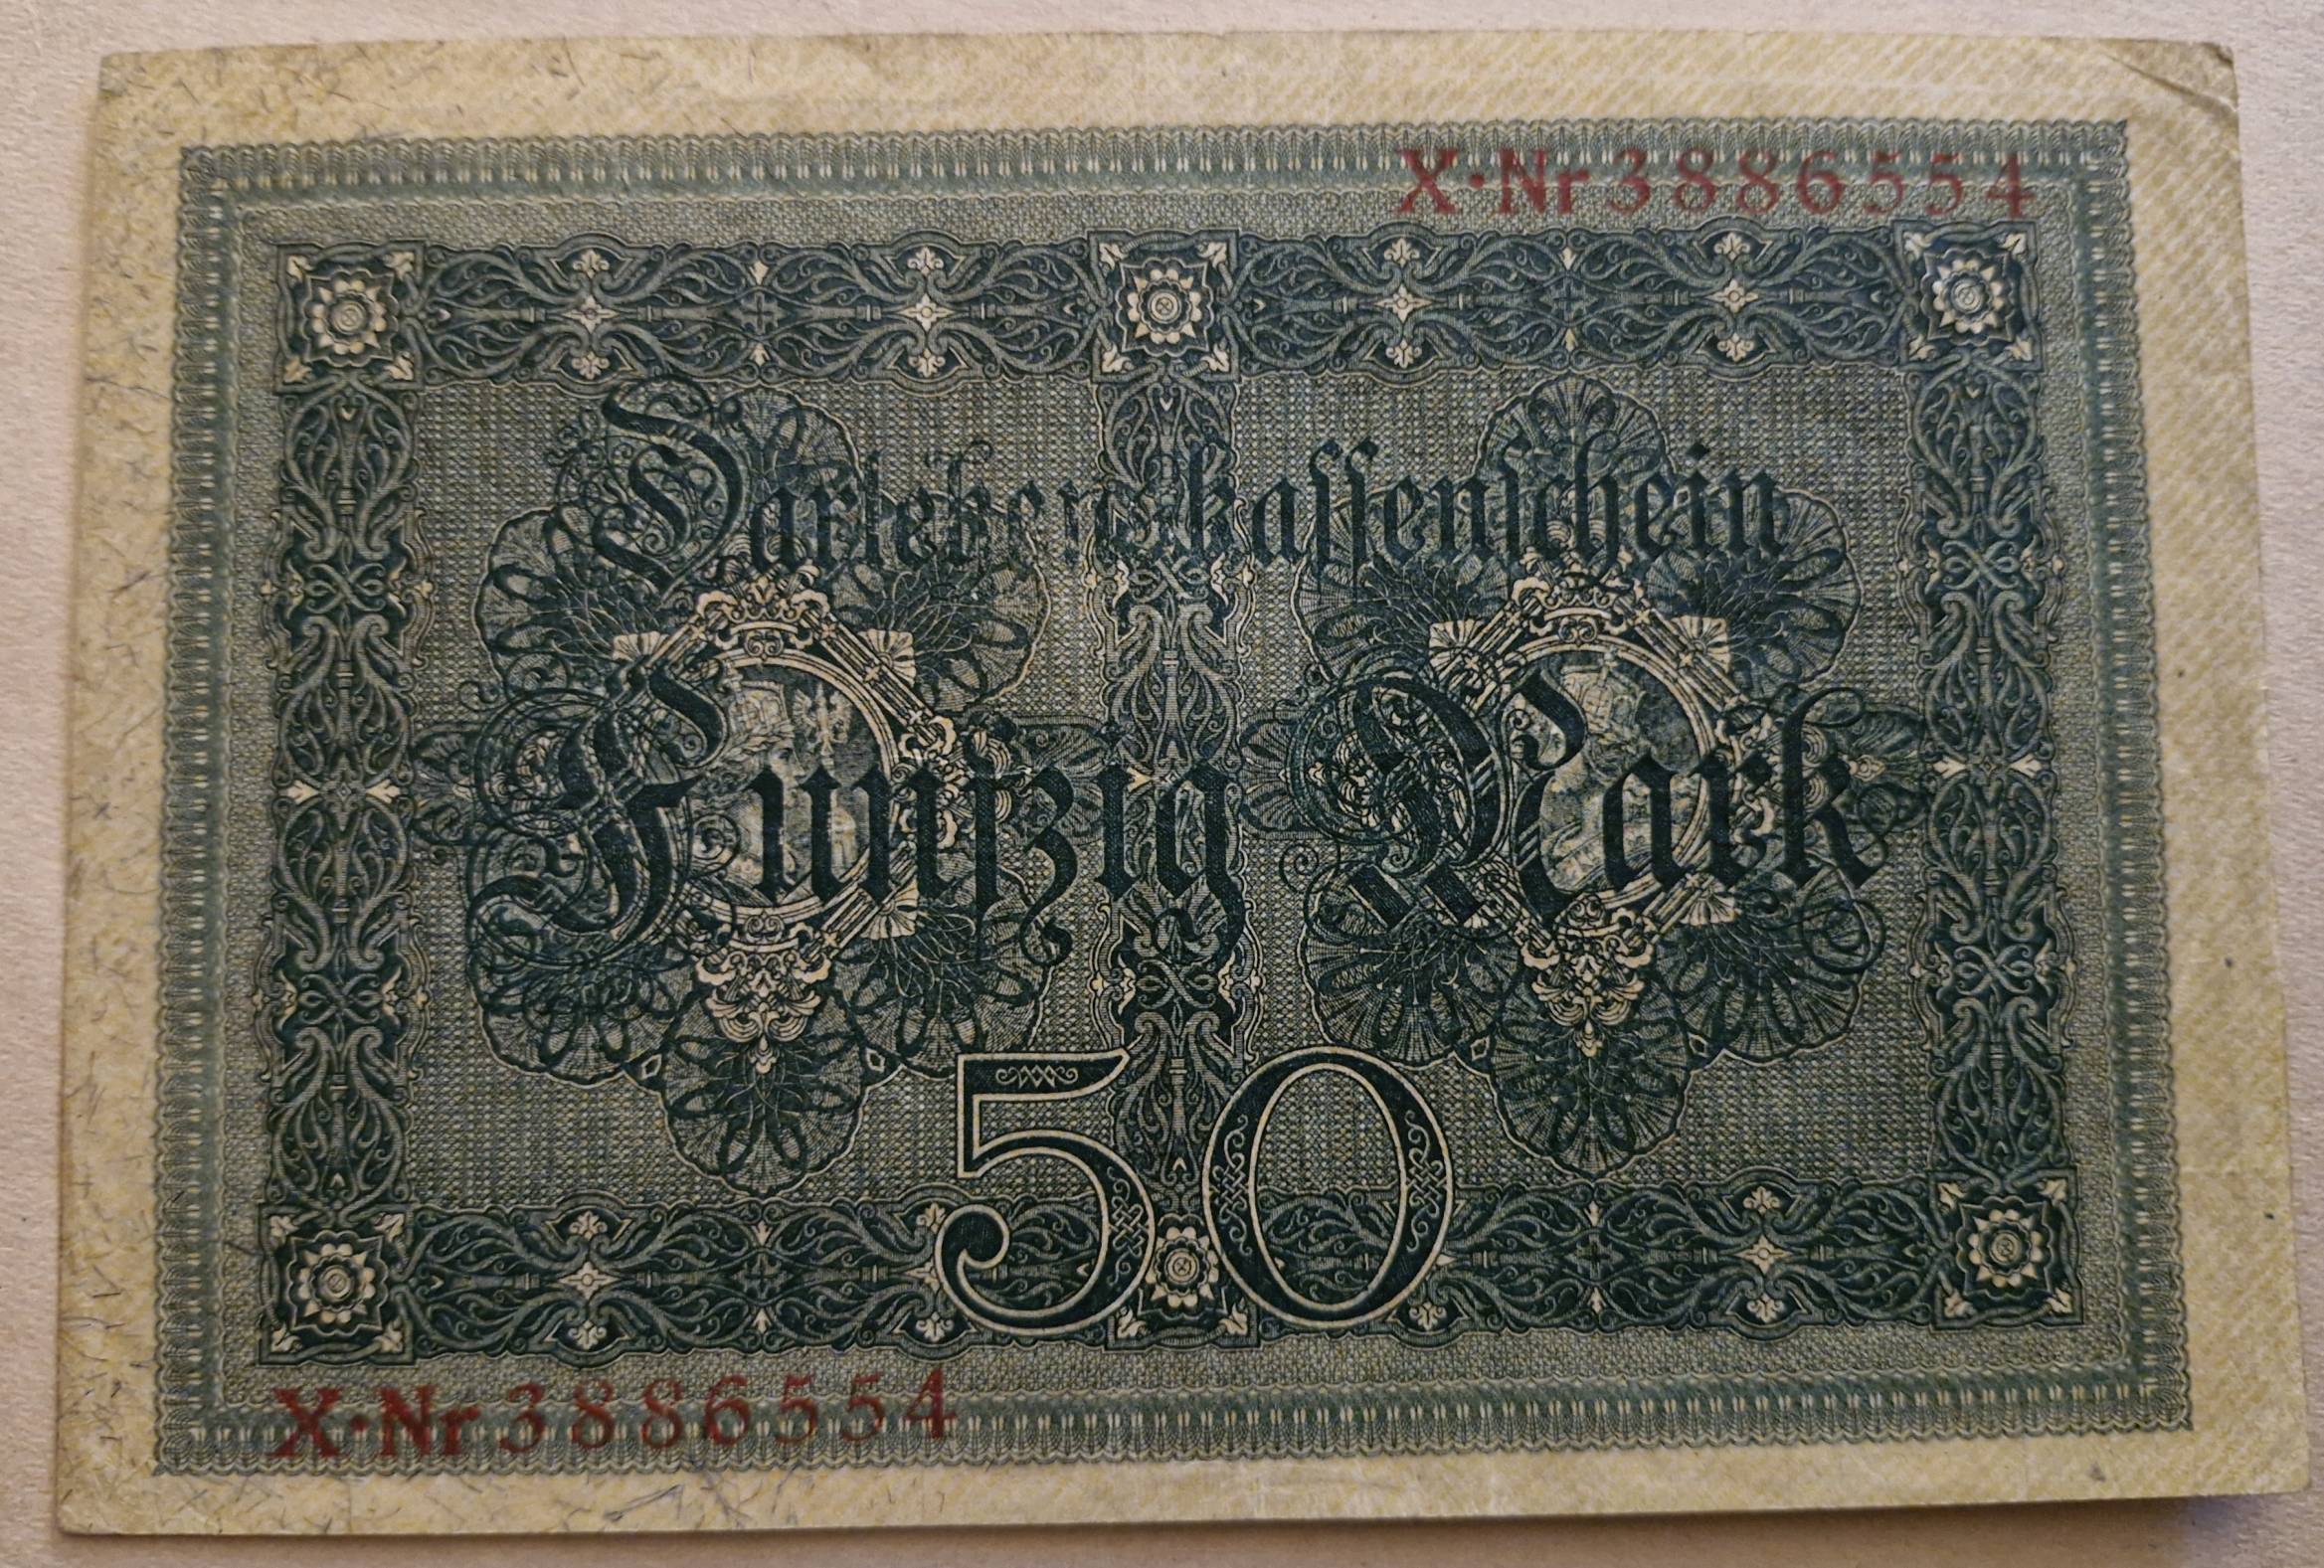 X·Nr 3886554
Darlehenskaſſenſchein
Fünfzig Mark
50
X·Nr 3886554